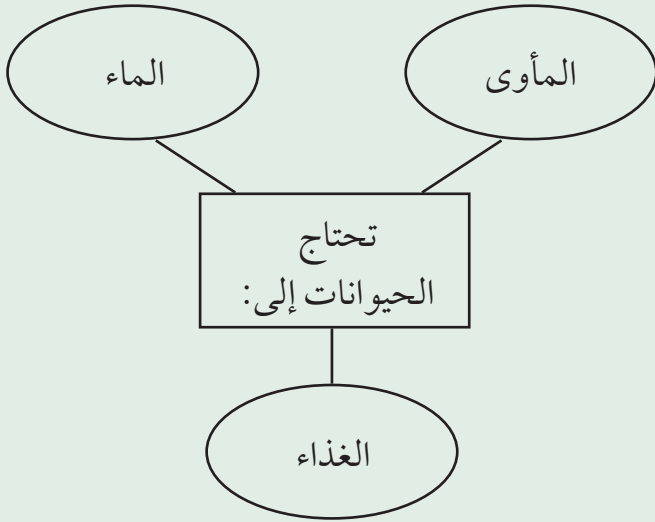 المأوى
الماء
تحتاج
الحيوانات إلى:
الغذاء